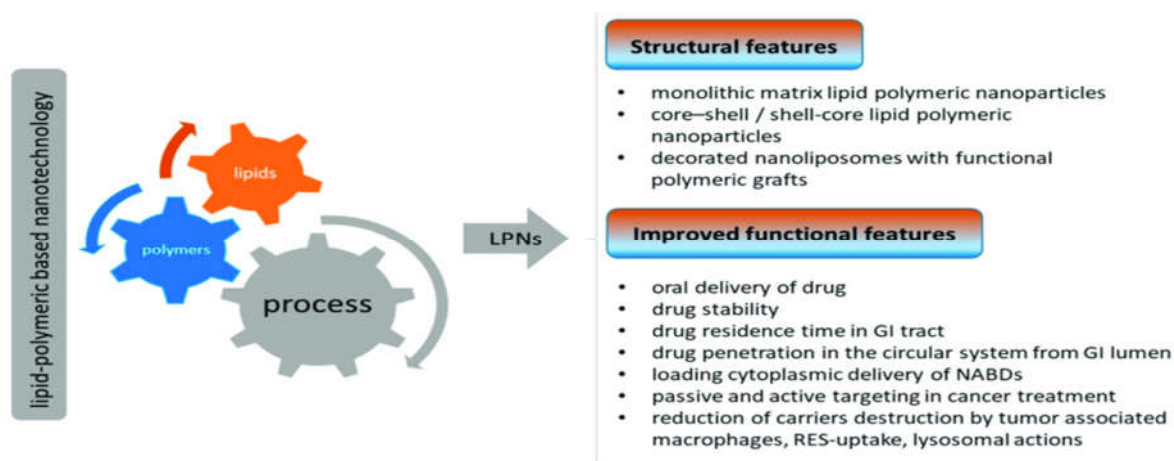 lipid-polymeric based nanotechnology
lipids
polymers
process
LPNs
Structural features
• monolithic matrix lipid polymeric nanoparticles
• core–shell / shell-core lipid polymeric
nanoparticles
• decorated nanoliposomes with functional
polymeric grafts
Improved functional features
• oral delivery of drug
• drug stability
• drug residence time in GI tract
• drug penetration in the circular system from GI lumen
• loading cytoplasmic delivery of NABDs
• passive and active targeting in cancer treatment
• reduction of carriers destruction by tumor associated
macrophages, RES-uptake, lysosomal actions